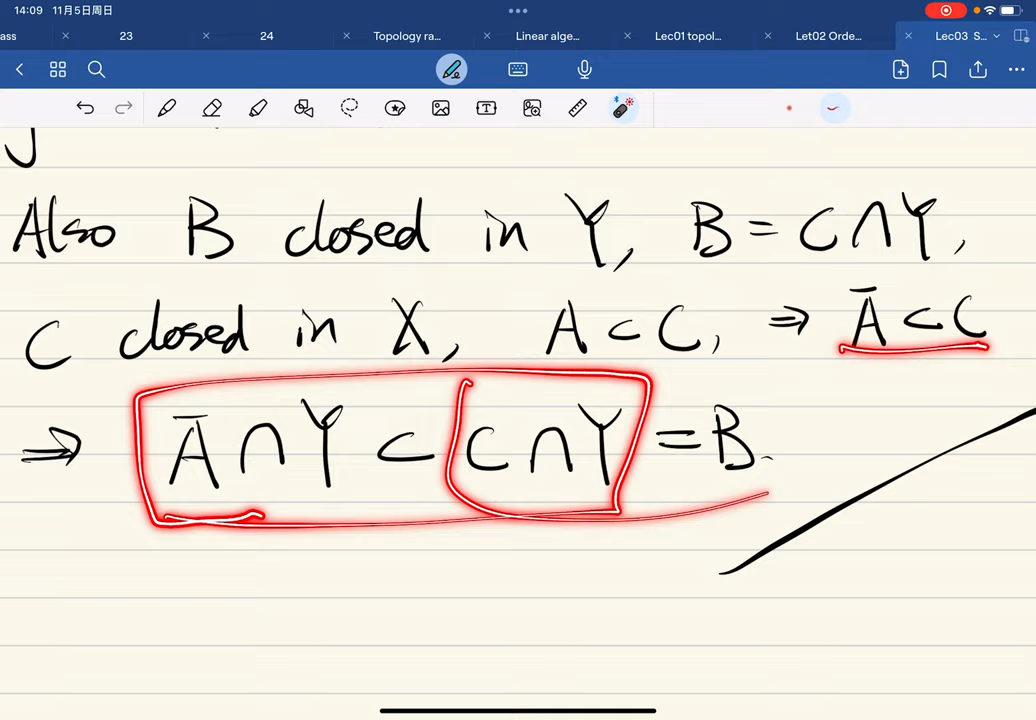 14:09 11月5日周日
ass 23 24 Topology ra... Linear alge... Lec01 topol... Let02 Orde... Lec03 S...
Also B closed in Y, B = C ∩ Y,
C closed in X, A ⊂ C, ⇒ Ā ⊂ C
⇒ Ā ∩ Y ⊂ C ∩ Y = B.